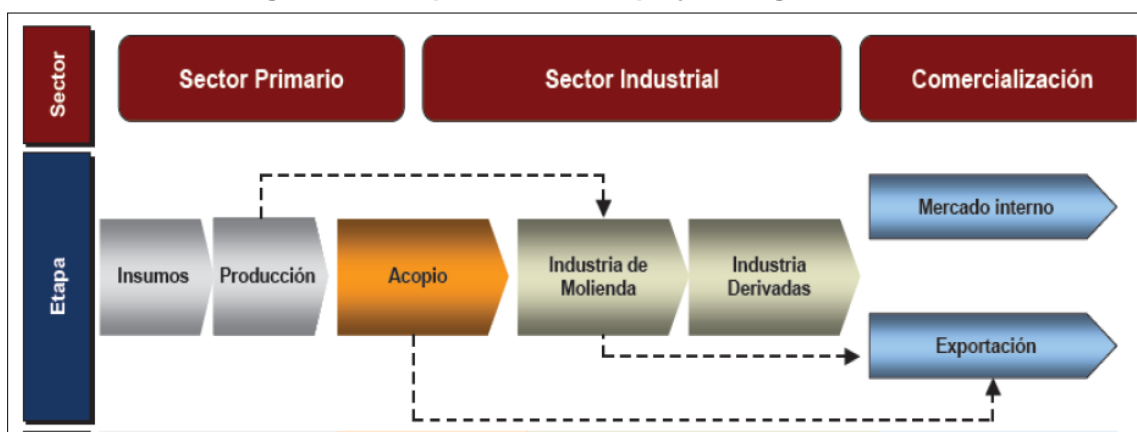 Sector
Sector Primario
Sector Industrial
Comercialización
Etapa
Insumos
Producción
Acopio
Industria de
Molienda
Industria
Derivadas
Mercado interno
Exportación